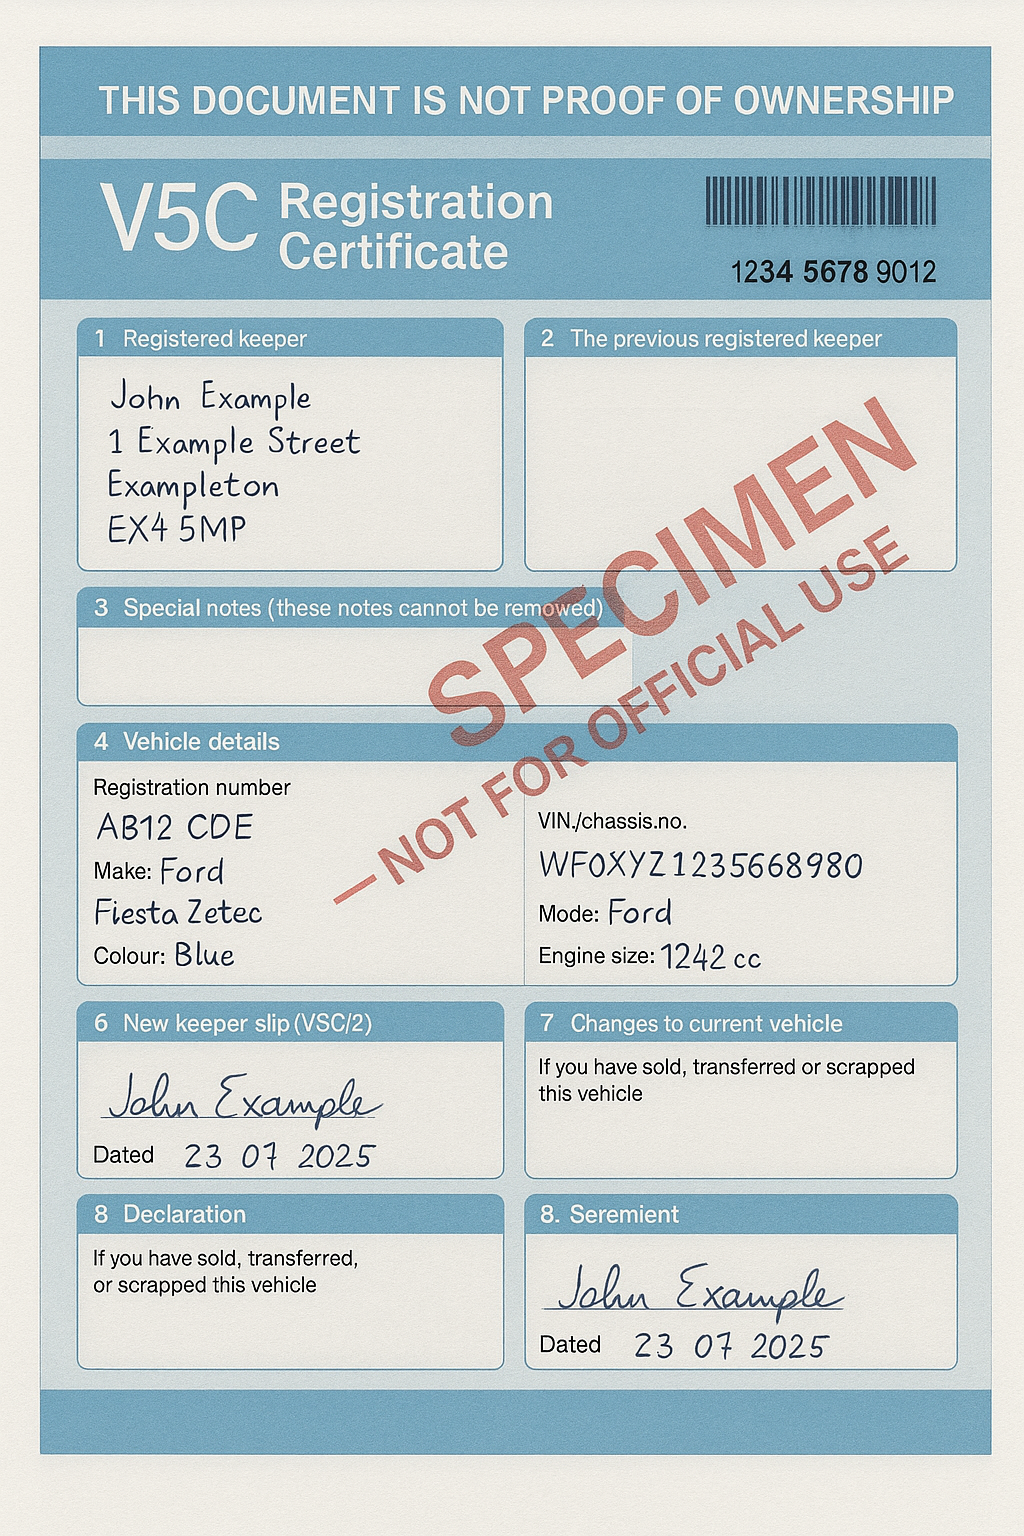 THIS DOCUMENT IS NOT PROOF OF OWNERSHIP
V5C Registration
Certificate
1234 5678 9012
1 Registered keeper
John Example
1 Example Street
Exampleton
EX4 5MP
2 The previous registered keeper
3 Special notes (these notes cannot be removed)
SPECIMEN
— NOT FOR OFFICIAL USE
4 Vehicle details
Registration number
AB12 CDE
Make: Ford
Fiesta Zetec
Colour: Blue
VIN./chassis.no.
WF0XYZ1235668980
Mode: Ford
Engine size: 1242 cc
6 New keeper slip (VSC/2)
John Example
Dated 23 07 2025
7 Changes to current vehicle
If you have sold, transferred or scrapped
this vehicle
8 Declaration
If you have sold, transferred,
or scrapped this vehicle
8. Seremient
John Example
Dated 23 07 2025